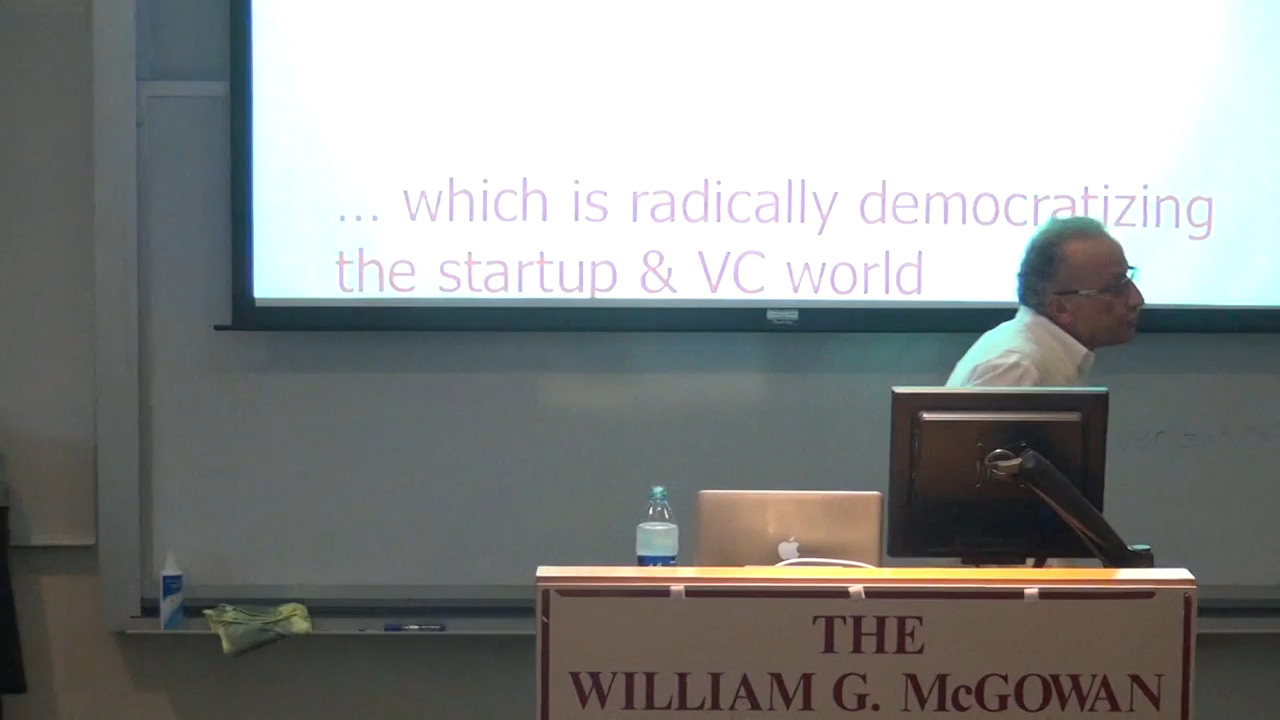 ... which is radically democratizing
the startup & VC world
THE
WILLIAM G. McGOWAN